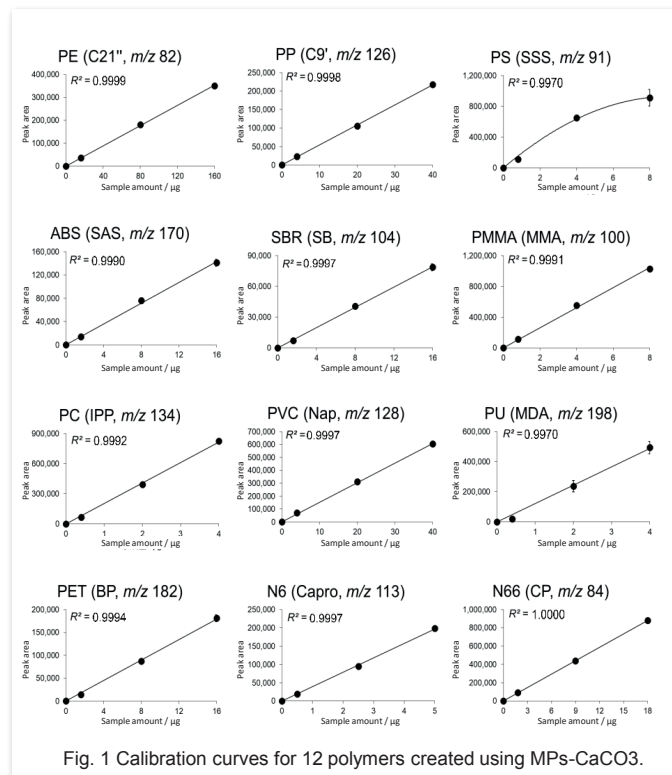 PE (C21", m/z 82)
R² = 0.9999
400,000
300,000
200,000
100,000
0
Peak area
0 40 80 120 160
Sample amount / µg
PP (C9', m/z 126)
R² = 0.9998
250,000
200,000
150,000
100,000
50,000
0
Peak area
0 10 20 30 40
Sample amount / µg
PS (SSS, m/z 91)
R² = 0.9970
1,200,000
800,000
400,000
0
Peak area
0 2 4 6 8
Sample amount / µg
ABS (SAS, m/z 170)
R² = 0.9990
160,000
120,000
80,000
40,000
0
Peak area
0 4 8 12 16
Sample amount / µg
SBR (SB, m/z 104)
R² = 0.9997
90,000
60,000
30,000
0
Peak area
0 4 8 12 16
Sample amount / µg
PMMA (MMA, m/z 100)
R² = 0.9991
1,200,000
800,000
400,000
0
Peak area
0 2 4 6 8
Sample amount / µg
PC (IPP, m/z 134)
R² = 0.9992
900,000
600,000
300,000
0
Peak area
0 1 2 3 4
Sample amount / µg
PVC (Nap, m/z 128)
R² = 0.9997
700,000
600,000
500,000
400,000
300,000
200,000
100,000
0
Peak area
0 10 20 30 40
Sample amount / µg
PU (MDA, m/z 198)
R² = 0.9970
600,000
400,000
200,000
0
Peak area
0 1 2 3 4
Sample amount / µg
PET (BP, m/z 182)
R² = 0.9994
200,000
150,000
100,000
50,000
0
Peak area
0 4 8 12 16
Sample amount / µg
N6 (Capro, m/z 113)
R² = 0.9997
250,000
200,000
150,000
100,000
50,000
0
Peak area
0 1 2 3 4 5
Sample amount / µg
N66 (CP, m/z 84)
R² = 1.0000
1,000,000
800,000
600,000
400,000
200,000
0
Peak area
0 3 6 9 12 15 18
Sample amount / µg
Fig. 1 Calibration curves for 12 polymers created using MPs-CaCO3.